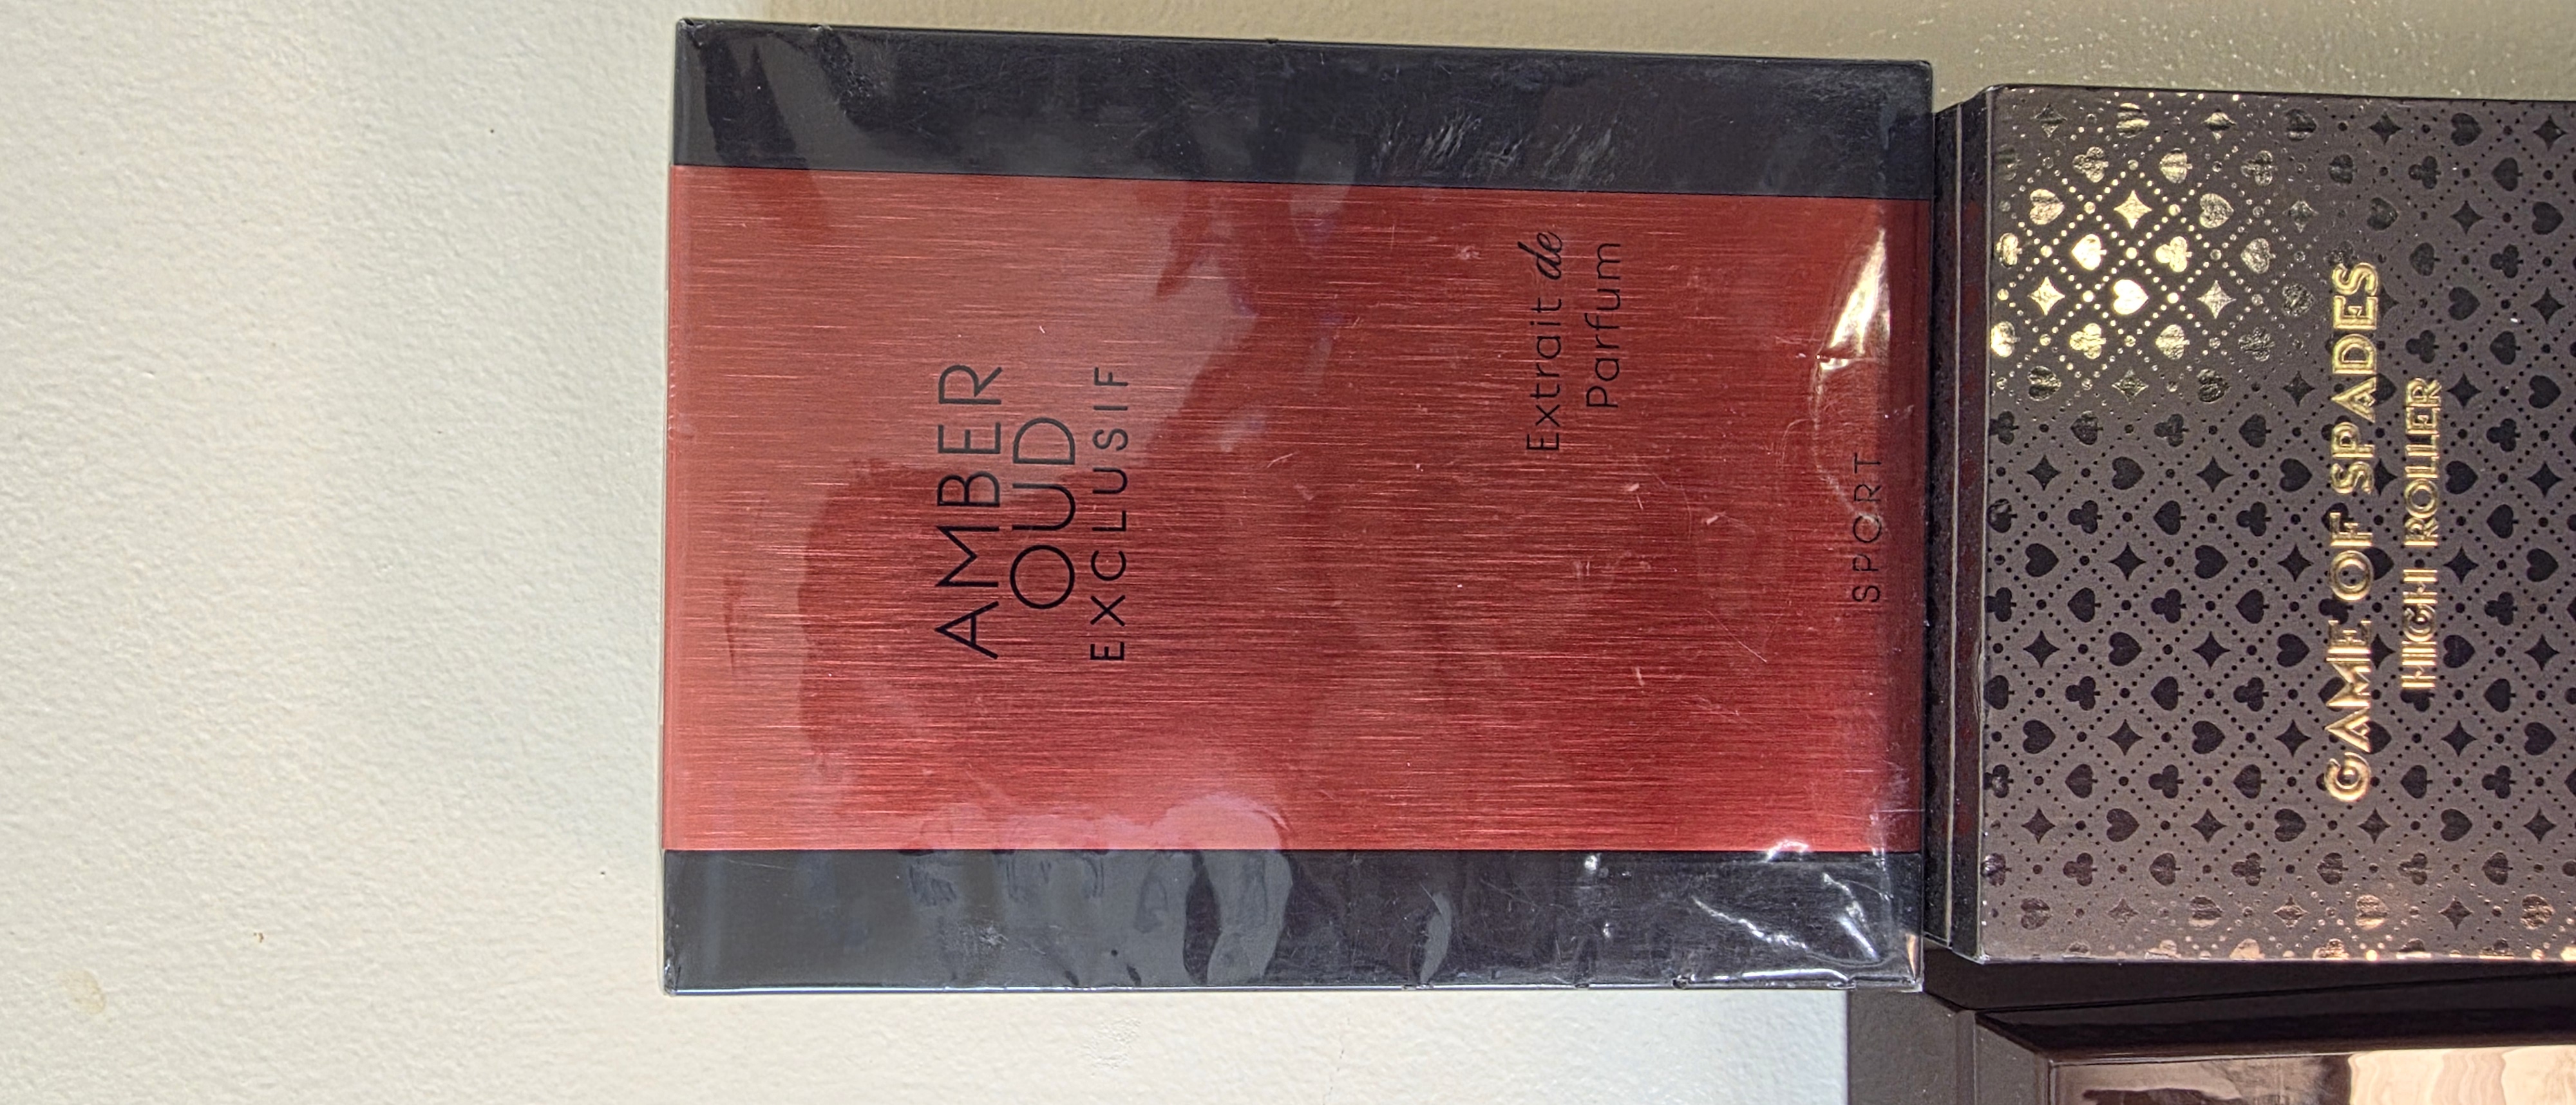 AMBER
OUD
EXCLUSIF
Extrait de
Parfum
SPORT
GAME OF SPADES
HIGH ROLLER